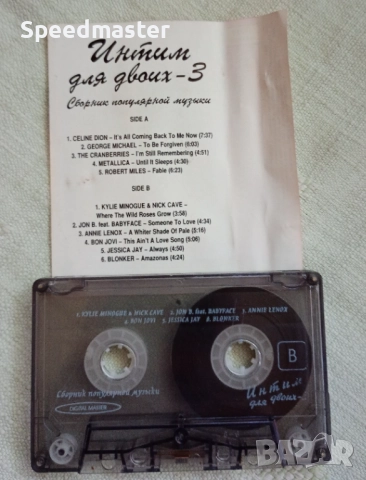 Speedmaster
Интим
для двоих-3
Сборник популярной музыки
SIDE A
1. CELINE DION – It's All Coming Back To Me Now (7:37)
2. GEORGE MICHAEL – To Be Forgiven (6:03)
3. THE CRANBERRIES – I'm Still Remembering (4:51)
4. METALLICA – Until It Sleeps (4:30)
5. ROBERT MILES – Fable (6:23)
SIDE B
1. KYLIE MINOGUE & NICK CAVE –
Where The Wild Roses Grow (3:58)
2. JON B. feat. BABYFACE – Someone To Love (4:34)
3. ANNIE LENOX – A Whiter Shade Of Pale (5:16)
4. BON JOVI – This Ain't A Love Song (5:06)
5. JESSICA JAY – Always (4:50)
6. BLONKER – Amazonas (4:24)
1. KYLIE MINOGUE & NICK CAVE 2. JON B. feat. BABYFACE 3. ANNIE LENOX
4. BON JOVI 5. JESSICA JAY 6. BLONKER
B
Сборник популярной музыки
Интим
для двоих-
BAZAR